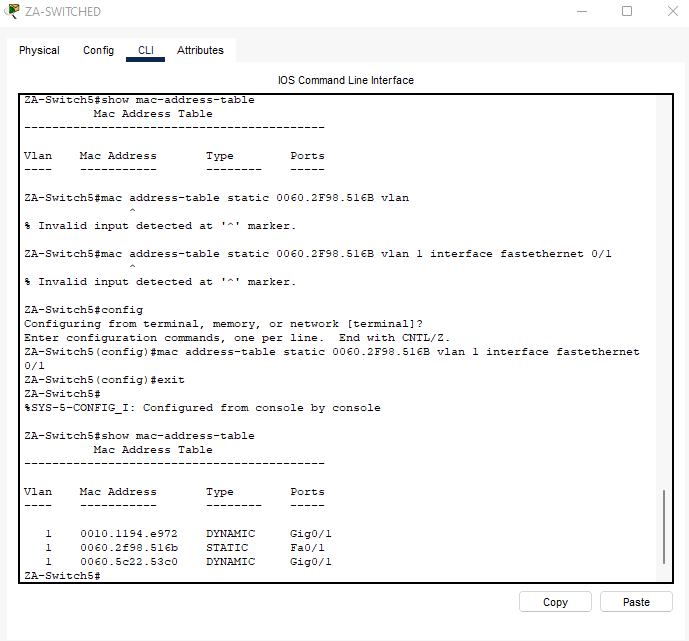 ZA-SWITCHED
Physical Config CLI Attributes
IOS Command Line Interface
ZA-Switch5#show mac-address-table
Mac Address Table
-------------------------------------------
Vlan Mac Address Type Ports
---- ----------- -------- -----
ZA-Switch5#mac address-table static 0060.2F98.516B vlan
^
% Invalid input detected at '^' marker.
ZA-Switch5#mac address-table static 0060.2F98.516B vlan 1 interface fastethernet 0/1
^
% Invalid input detected at '^' marker.
ZA-Switch5#config
Configuring from terminal, memory, or network [terminal]?
Enter configuration commands, one per line. End with CNTL/Z.
ZA-Switch5(config)#mac address-table static 0060.2F98.516B vlan 1 interface fastethernet
0/1
ZA-Switch5(config)#exit
ZA-Switch5#
%SYS-5-CONFIG_I: Configured from console by console
ZA-Switch5#show mac-address-table
Mac Address Table
-------------------------------------------
Vlan Mac Address Type Ports
---- ----------- -------- -----
1 0010.1194.e972 DYNAMIC Gig0/1
1 0060.2f98.516b STATIC Fa0/1
1 0060.5c22.53c0 DYNAMIC Gig0/1
ZA-Switch5#
Copy Paste